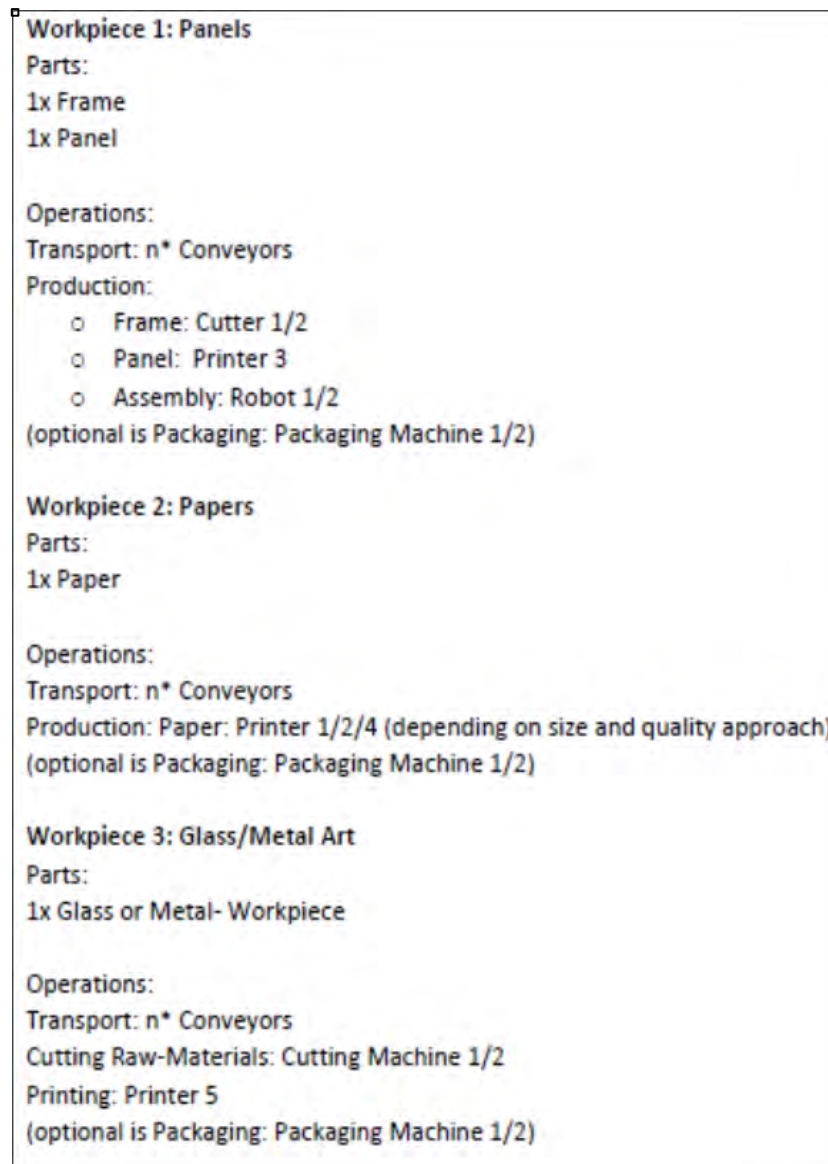 Workpiece 1: Panels
Parts:
1x Frame
1x Panel
Operations:
Transport: n* Conveyors
Production:
o Frame: Cutter 1/2
o Panel: Printer 3
o Assembly: Robot 1/2
(optional is Packaging: Packaging Machine 1/2)
Workpiece 2: Papers
Parts:
1x Paper
Operations:
Transport: n* Conveyors
Production: Paper: Printer 1/2/4 (depending on size and quality approach)
(optional is Packaging: Packaging Machine 1/2)
Workpiece 3: Glass/Metal Art
Parts:
1x Glass or Metal- Workpiece
Operations:
Transport: n* Conveyors
Cutting Raw-Materials: Cutting Machine 1/2
Printing: Printer 5
(optional is Packaging: Packaging Machine 1/2)